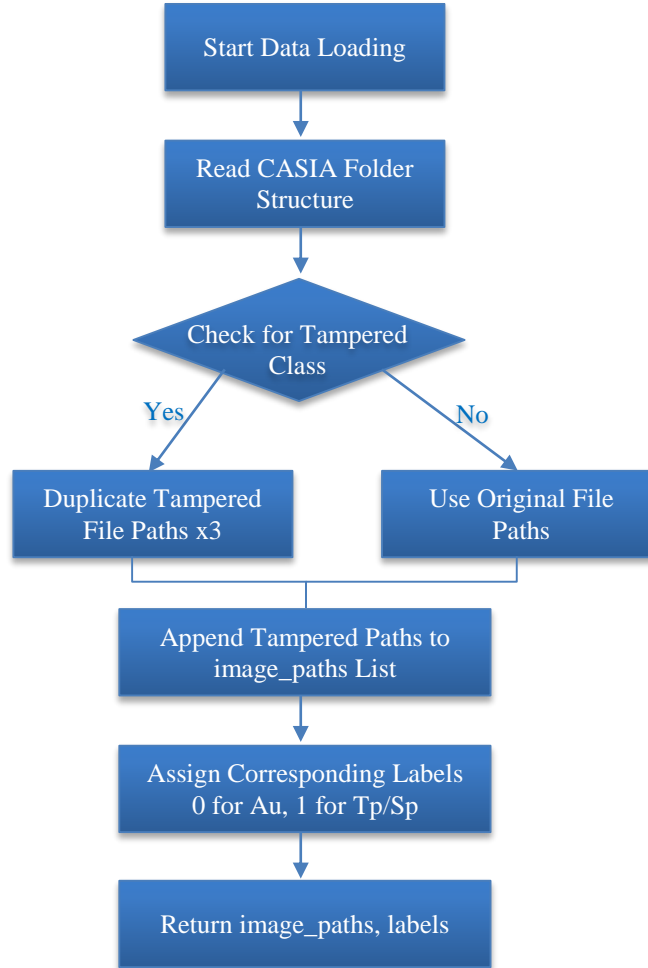 Start Data Loading
Read CASIA Folder
Structure
Check for Tampered
Class
Yes
No
Duplicate Tampered
File Paths x3
Use Original File
Paths
Append Tampered Paths to
image_paths List
Assign Corresponding Labels
0 for Au, 1 for Tp/Sp
Return image_paths, labels